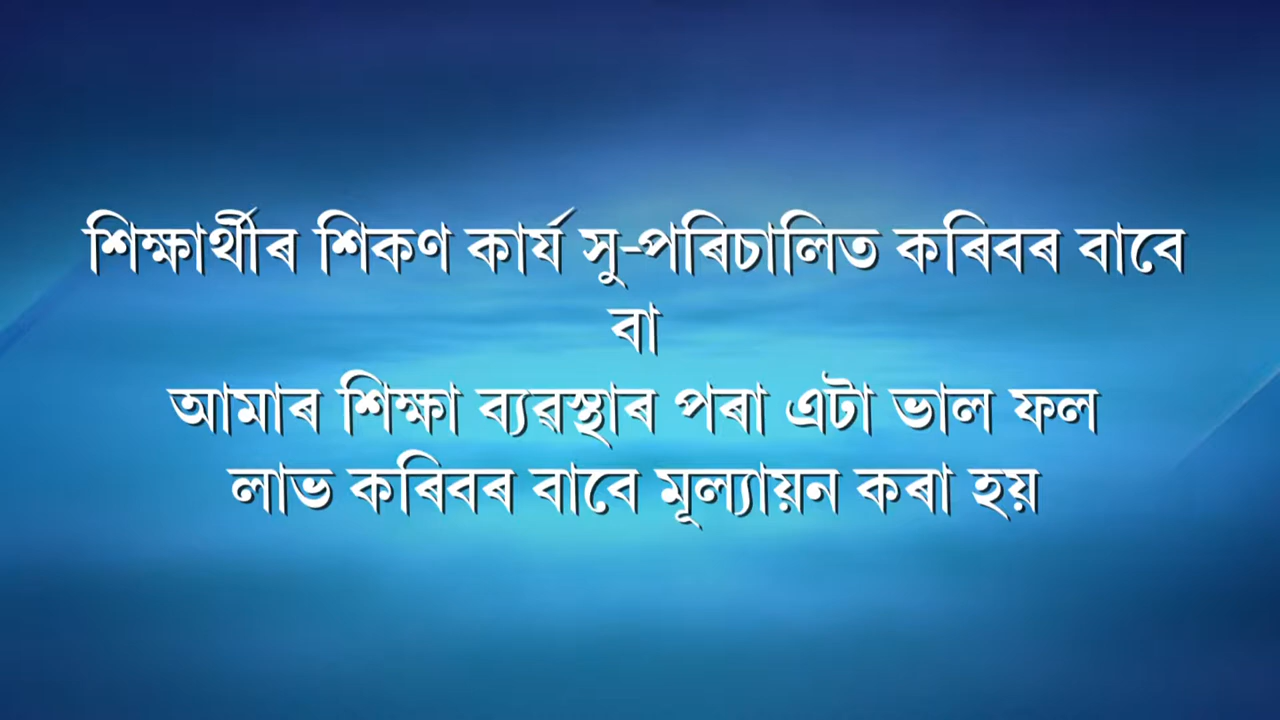 শিক্ষাৰ্থীৰ শিকণ কাৰ্য সু-পৰিচালিত কৰিবৰ বাবে
বা
আমাৰ শিক্ষা ব্যৱস্থাৰ পৰা এটা ভাল ফল
লাভ কৰিবৰ বাবে মূল্যায়ন কৰা হয়